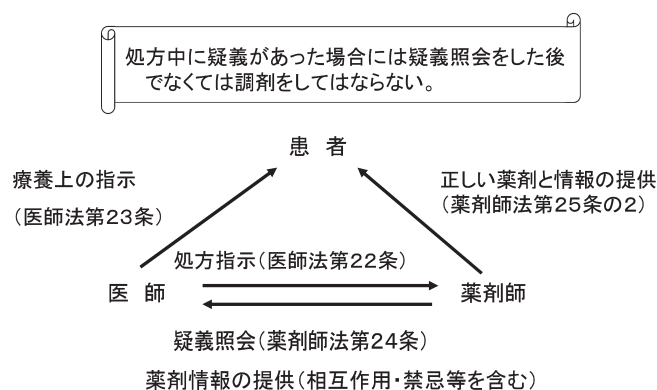 処方中に疑義があった場合には疑義照会をした後
でなくては調剤をしてはならない。
患 者
療養上の指示
（医師法第23条）
正しい薬剤と情報の提供
（薬剤師法第25条の2）
処方指示（医師法第22条）
医 師
薬剤師
疑義照会（薬剤師法第24条）
薬剤情報の提供（相互作用・禁忌等を含む）